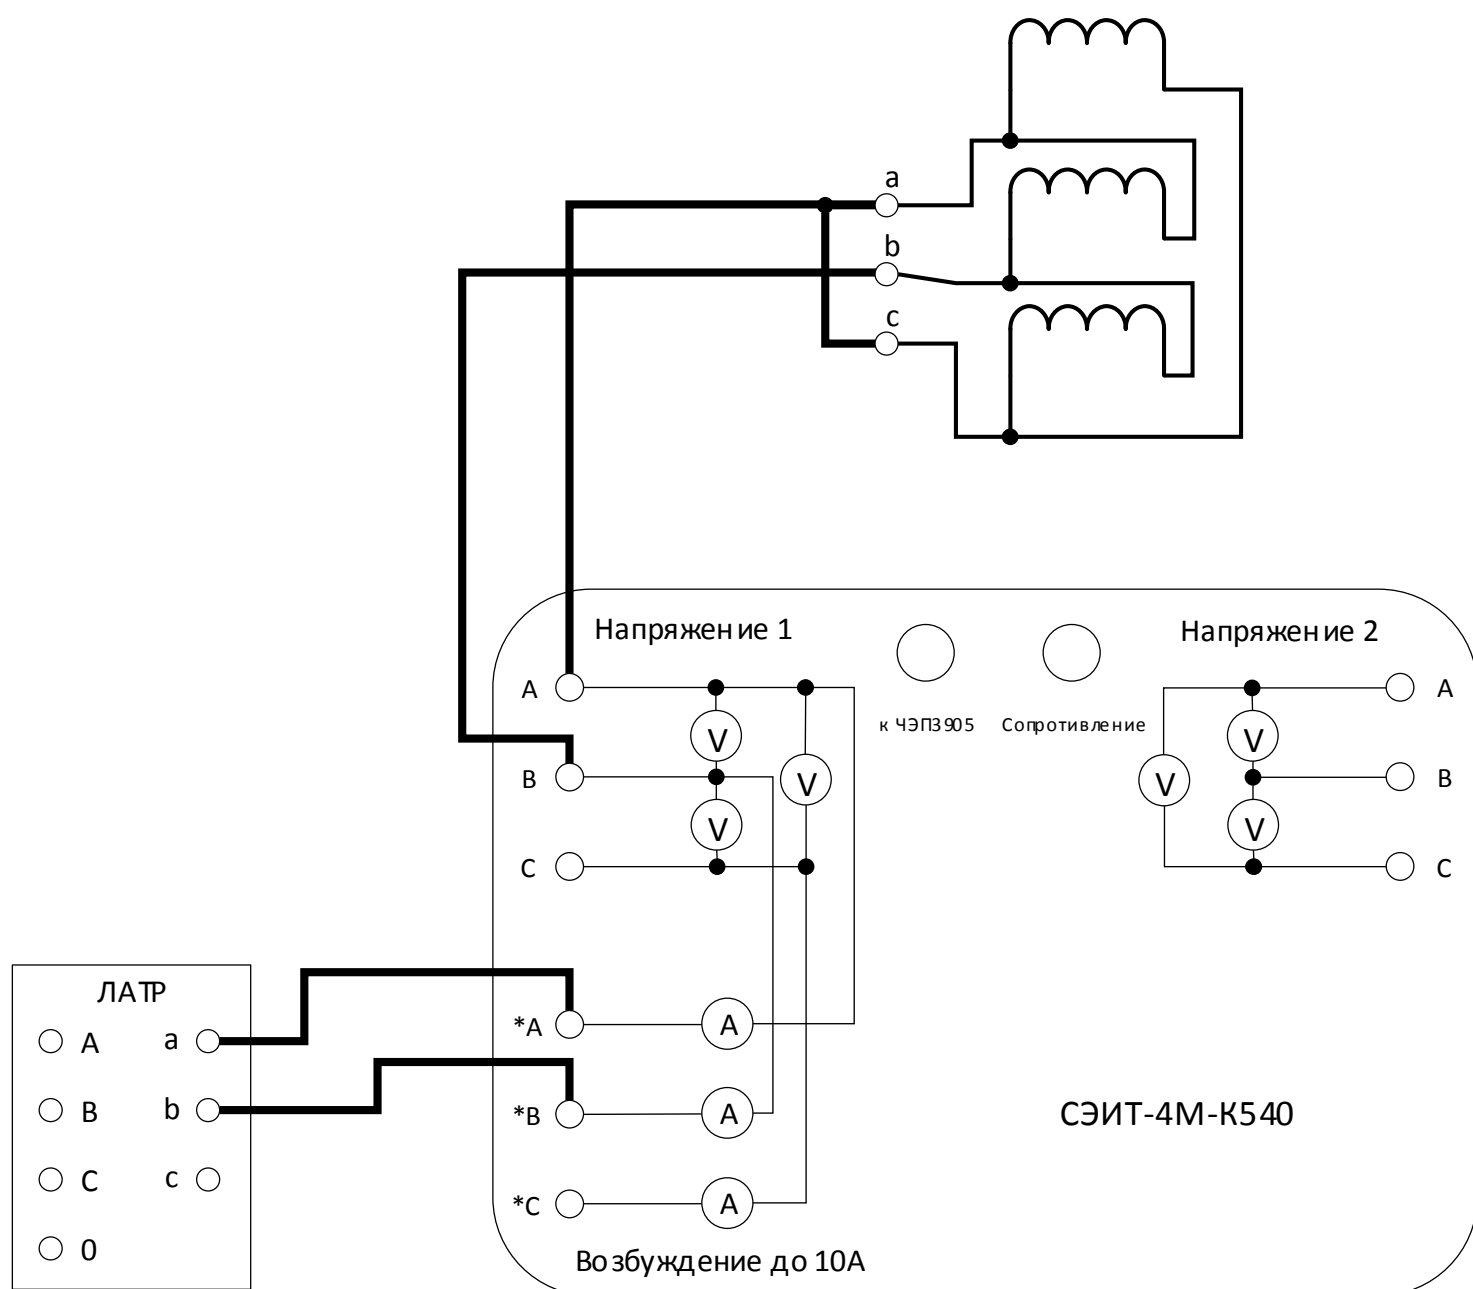 a
b
c
Напряжение 1
Напряжение 2
A
B
C
V
V
V
к ЧЭП3905
Сопротивление
V
V
V
A
B
C
ЛАТР
A
a
B
b
C
c
0
*A
A
*B
A
*C
A
СЭИТ-4М-К540
Возбуждение до 10А